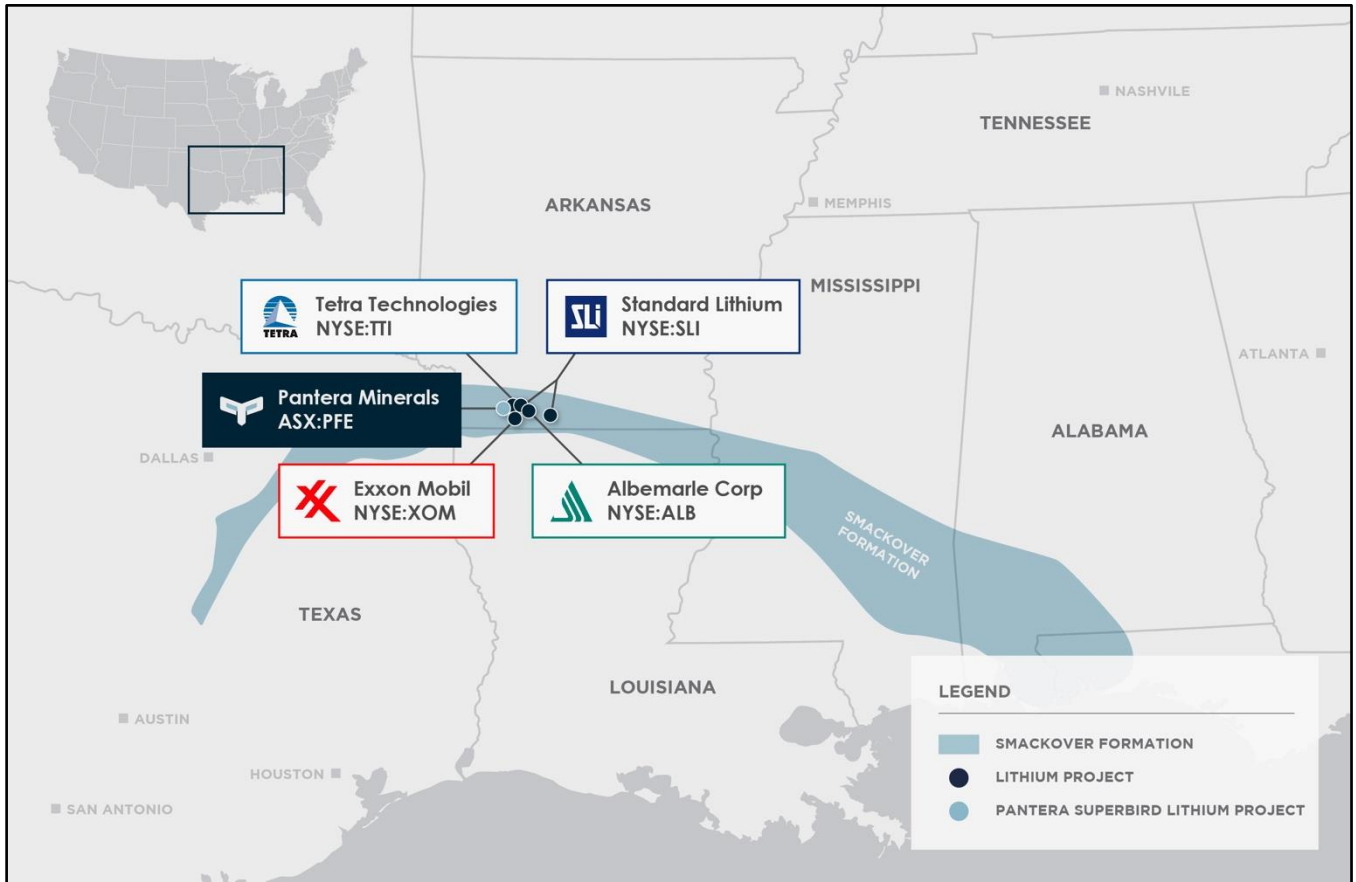 NASHVILE
TENNESSEE
ARKANSAS
MEMPHIS
MISSISSIPPI
Tetra Technologies
NYSE:TTI
TETRA
SLi
Standard Lithium
NYSE:SLI
ATLANTA
Pantera Minerals
ASX:PFE
ALABAMA
DALLAS
Exxon Mobil
NYSE:XOM
Albemarle Corp
NYSE:ALB
SMACKOVER
FORMATION
TEXAS
LOUISIANA
AUSTIN
HOUSTON
SAN ANTONIO
LEGEND
SMACKOVER FORMATION
LITHIUM PROJECT
PANTERA SUPERBIRD LITHIUM PROJECT